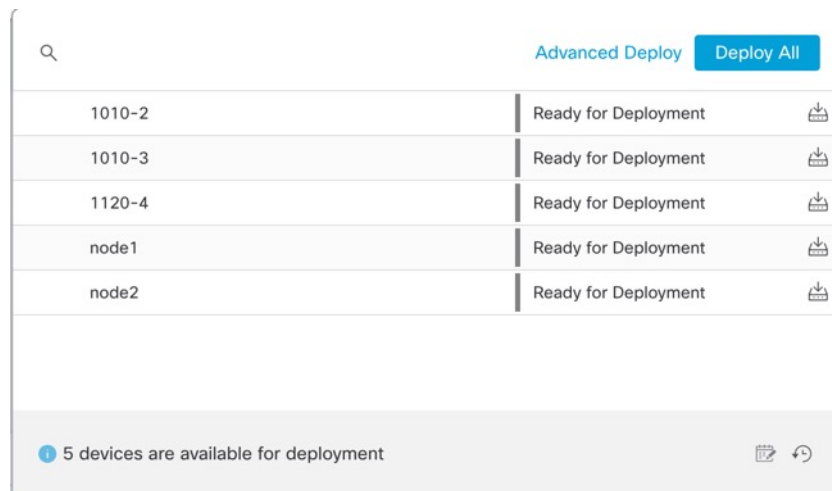 Advanced Deploy Deploy All
1010-2 Ready for Deployment
1010-3 Ready for Deployment
1120-4 Ready for Deployment
node1 Ready for Deployment
node2 Ready for Deployment
5 devices are available for deployment